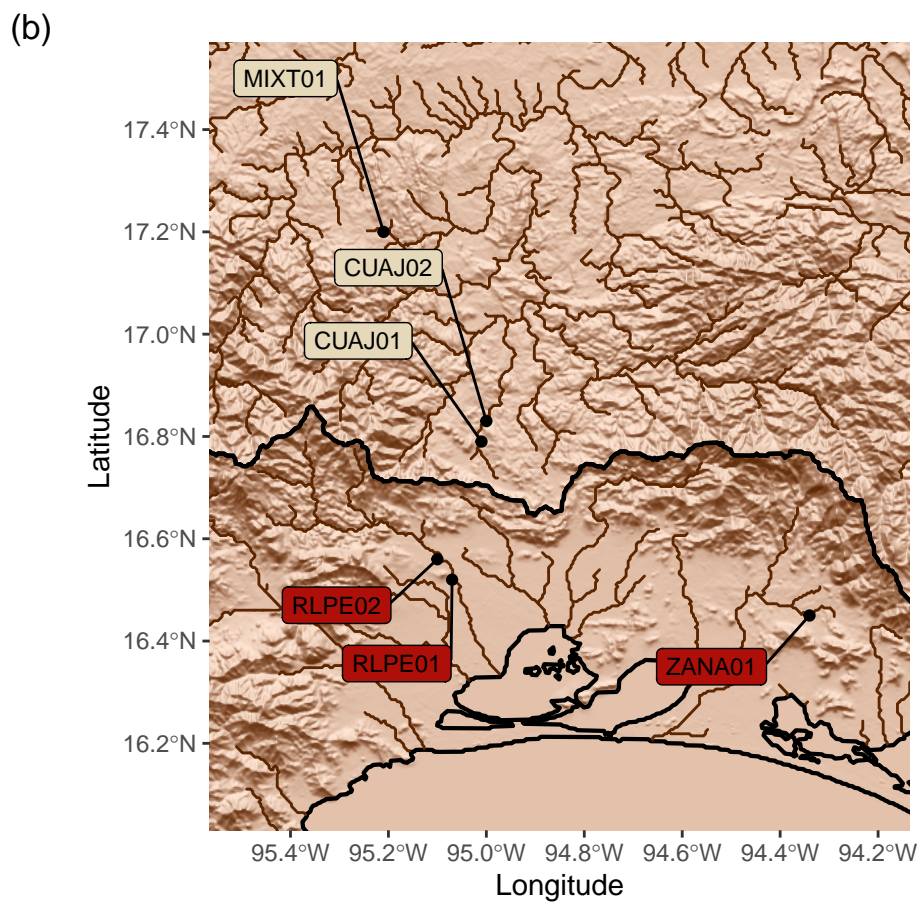 (b)
MIXT01
17.4°N
17.2°N
CUAJ02
17.0°N
CUAJ01
16.8°N
Latitude
16.6°N
RLPE02
16.4°N
RLPE01
ZANA01
16.2°N
95.4°W 95.2°W 95.0°W 94.8°W 94.6°W 94.4°W 94.2°W
Longitude